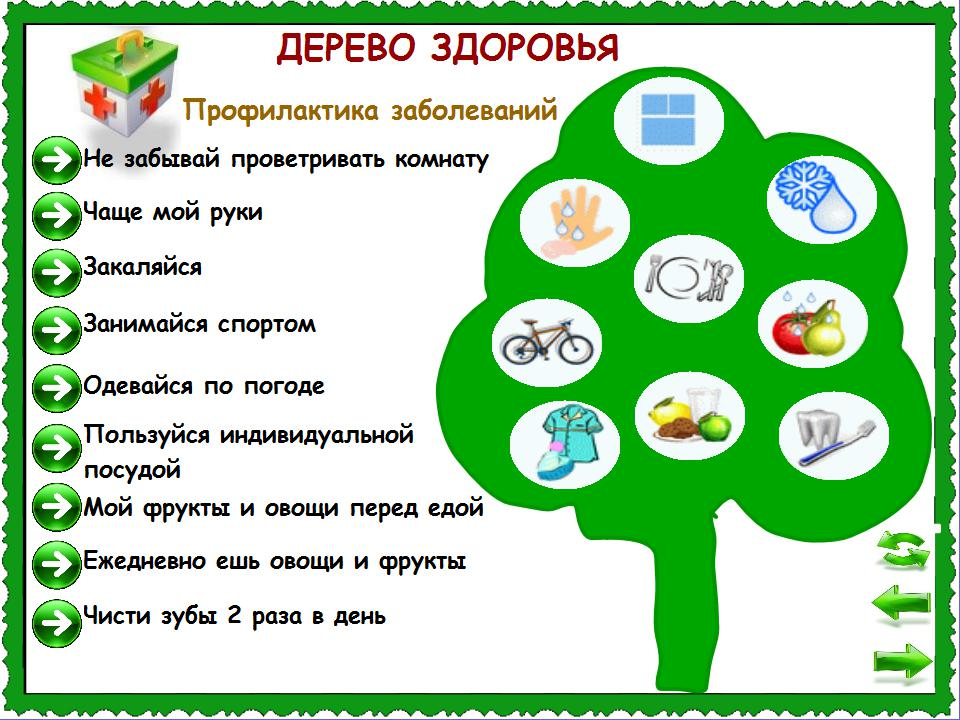 ДЕРЕВО ЗДОРОВЬЯ
Профилактика заболеваний
Не забывай проветривать комнату
Чаще мой руки
Закаляйся
Занимайся спортом
Одевайся по погоде
Пользуйся индивидуальной
посудой
Мой фрукты и овощи перед едой
Ежедневно ешь овощи и фрукты
Чисти зубы 2 раза в день